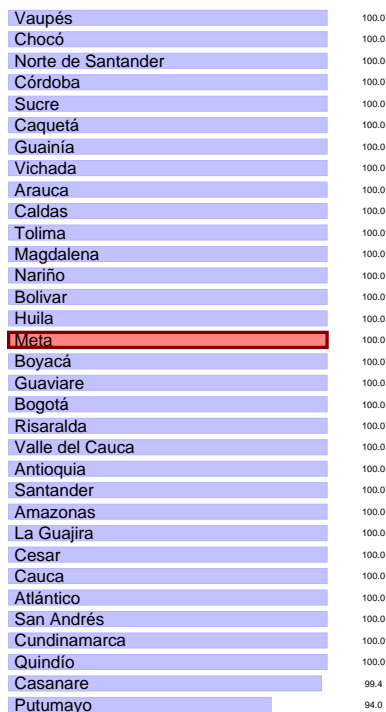 Vaupés 100.0
Chocó 100.0
Norte de Santander 100.0
Córdoba 100.0
Sucre 100.0
Caquetá 100.0
Guainía 100.0
Vichada 100.0
Arauca 100.0
Caldas 100.0
Tolima 100.0
Magdalena 100.0
Nariño 100.0
Bolivar 100.0
Huila 100.0
Meta 100.0
Boyacá 100.0
Guaviare 100.0
Bogotá 100.0
Risaralda 100.0
Valle del Cauca 100.0
Antioquia 100.0
Santander 100.0
Amazonas 100.0
La Guajira 100.0
Cesar 100.0
Cauca 100.0
Atlántico 100.0
San Andrés 100.0
Cundinamarca 100.0
Quindío 100.0
Casanare 99.4
Putumayo 94.0